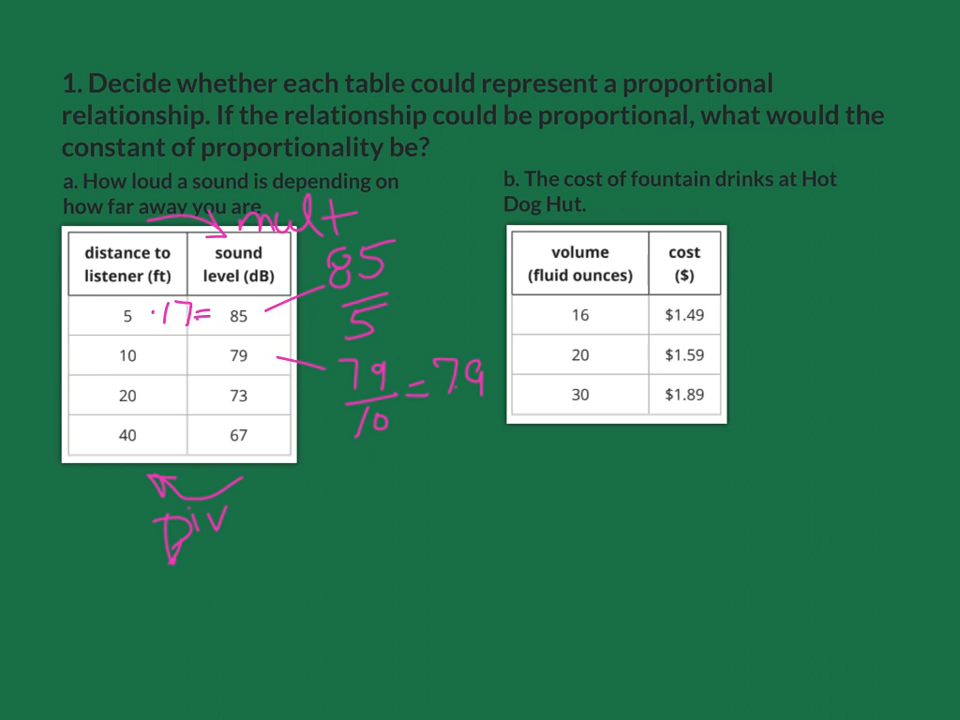 1. Decide whether each table could represent a proportional
relationship. If the relationship could be proportional, what would the
constant of proportionality be?
a. How loud a sound is depending on
how far away you are
mult
distance to listener (ft) sound level (dB)
5 ·17= 85
10 79
20 73
40 67
85
5
79
10
=7.9
Div
b. The cost of fountain drinks at Hot
Dog Hut.
volume (fluid ounces) cost ($)
16 $1.49
20 $1.59
30 $1.89